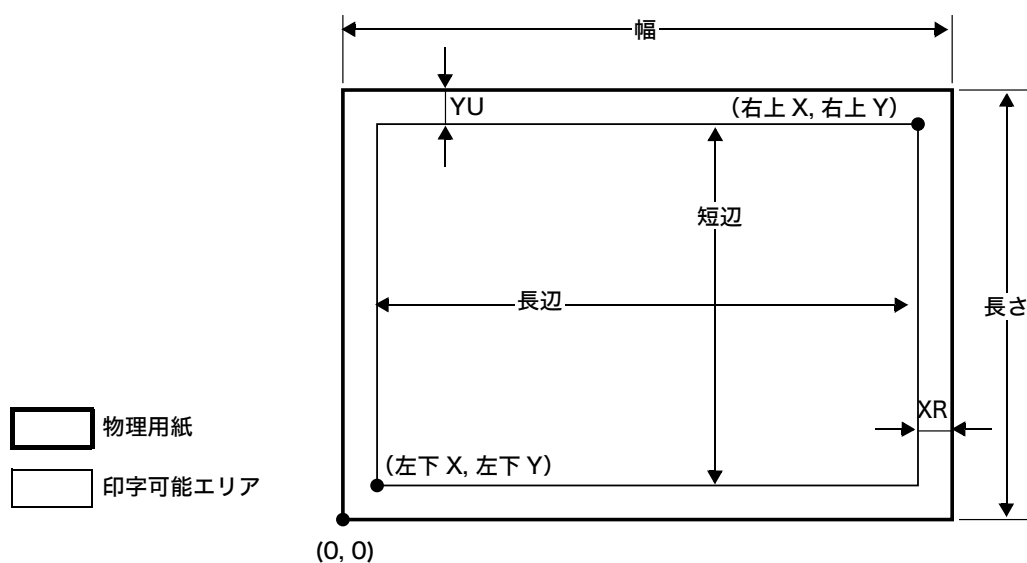 幅
YU
（右上 X, 右上 Y）
短辺
長辺
長さ
XR
物理用紙
（左下 X, 左下 Y）
印字可能エリア
(0, 0)